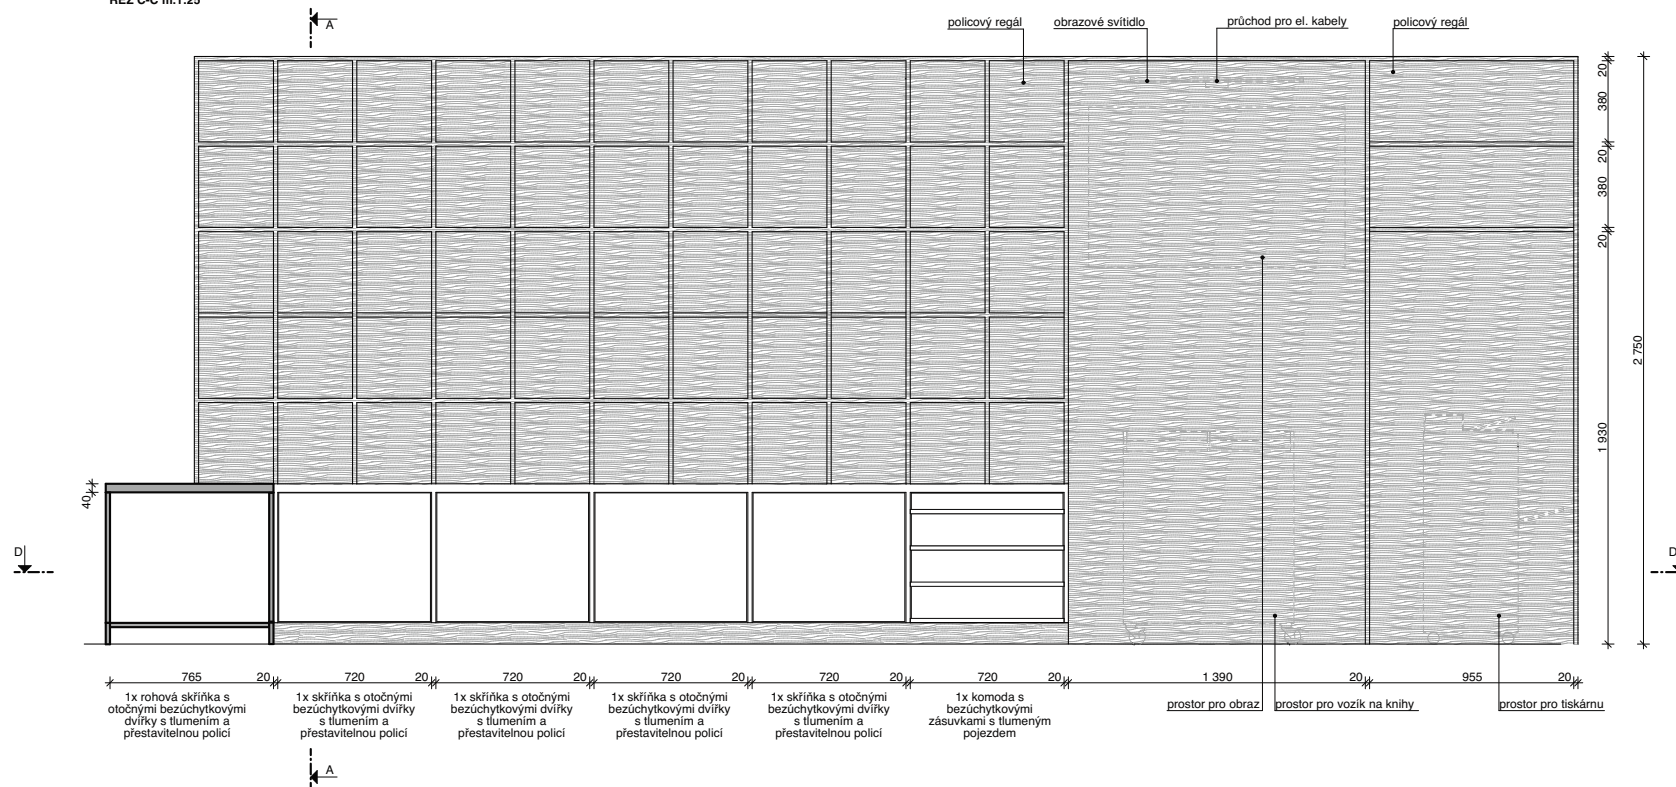 ŘEZ C-C m.1:25
A
policový regál
obrazové svítidlo
průchod pro el. kabely
policový regál
20
380
20
380
20
1 930
2 750
40
D
D
765
20
720
20
720
20
720
20
720
20
720
20
1 390
20
955
20
1x rohová skříňka s
otočnými bezúchytkovými
dvířky s tlumením a
přestavitelnou policí
1x skříňka s otočnými
bezúchytkovými dvířky
s tlumením a
přestavitelnou policí
1x skříňka s otočnými
bezúchytkovými dvířky
s tlumením a
přestavitelnou policí
1x skříňka s otočnými
bezúchytkovými dvířky
s tlumením a
přestavitelnou policí
1x skříňka s otočnými
bezúchytkovými dvířky
s tlumením a
přestavitelnou policí
1x komoda s
bezúchytkovými
zásuvkami s tlumeným
pojezdem
prostor pro obraz
prostor pro vozík na knihy
prostor pro tiskárnu
A